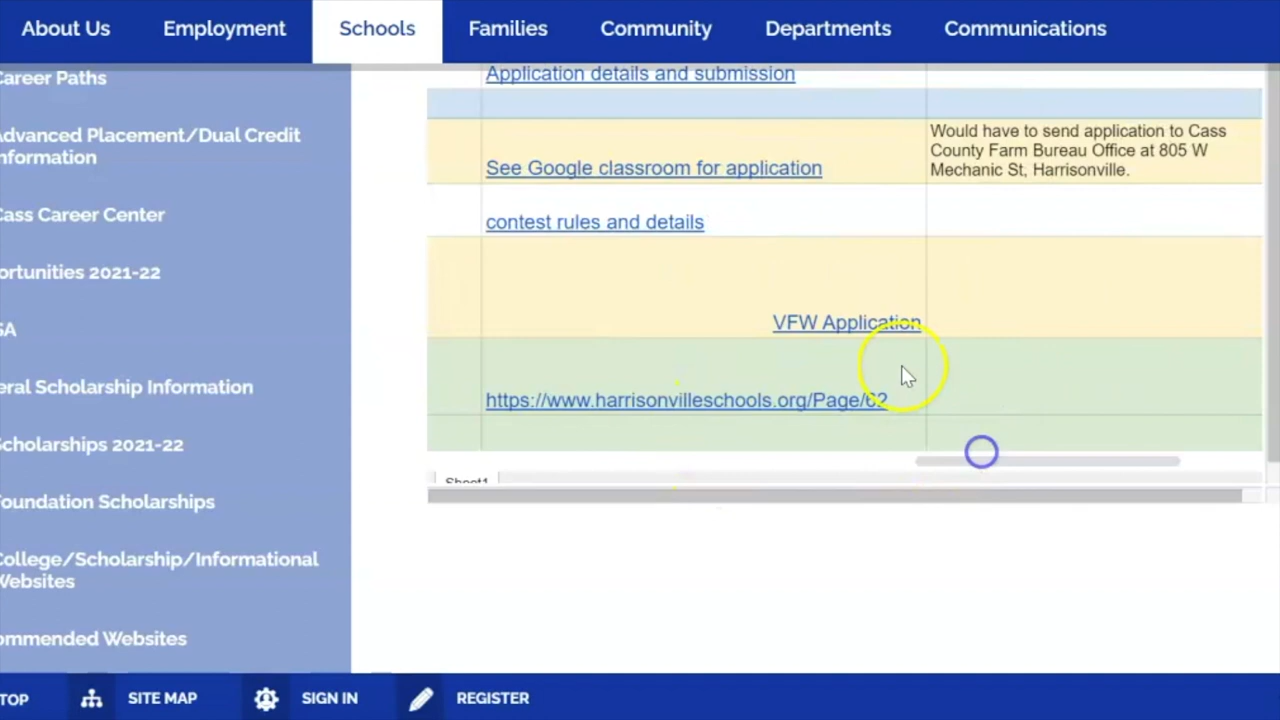 About Us
Employment
Schools
Families
Community
Departments
Communications
Career Paths
Advanced Placement/Dual Credit
Information
Cass Career Center
ortunities 2021-22
SA
eral Scholarship Information
Scholarships 2021-22
Foundation Scholarships
College/Scholarship/Informational
Websites
ommended Websites
Application details and submission
See Google classroom for application
Would have to send application to Cass
County Farm Bureau Office at 805 W
Mechanic St, Harrisonville.
contest rules and details
VFW Application
https://www.harrisonvilleschools.org/Page/62
Sheet1
TOP
SITE MAP
SIGN IN
REGISTER